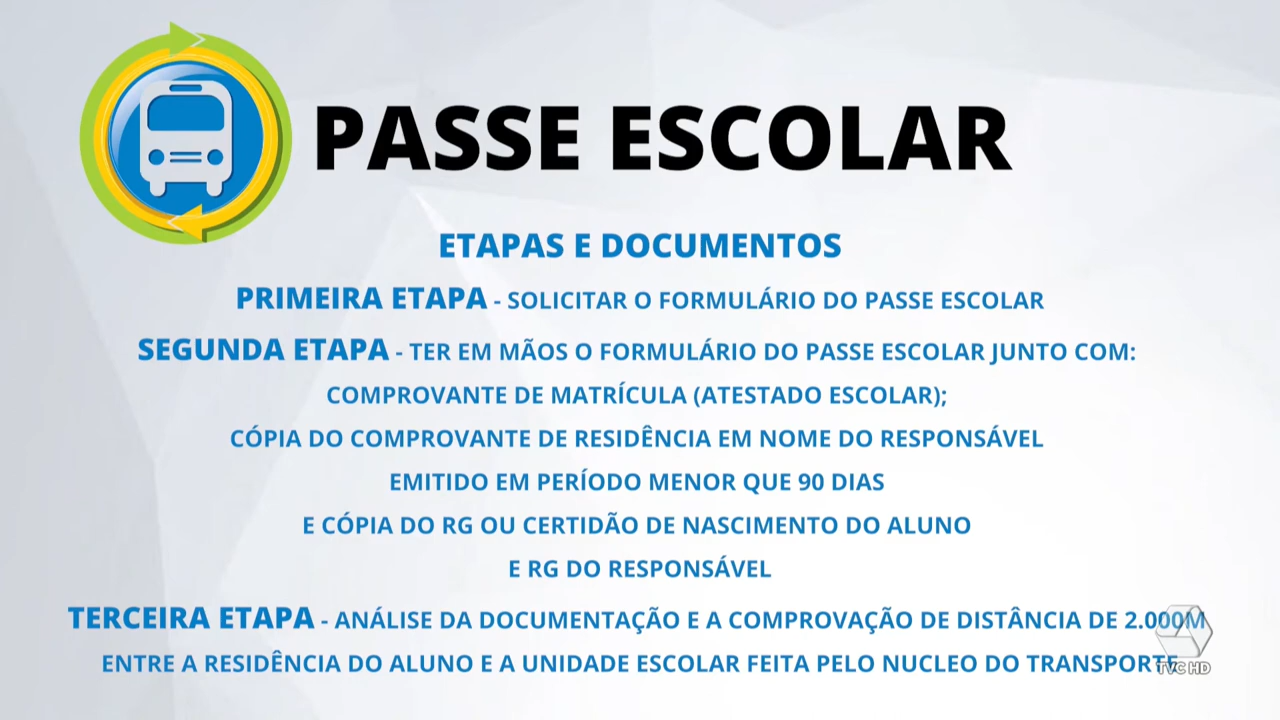 PASSE ESCOLAR
ETAPAS E DOCUMENTOS
PRIMEIRA ETAPA - SOLICITAR O FORMULÁRIO DO PASSE ESCOLAR
SEGUNDA ETAPA - TER EM MÃOS O FORMULÁRIO DO PASSE ESCOLAR JUNTO COM:
COMPROVANTE DE MATRÍCULA (ATESTADO ESCOLAR);
CÓPIA DO COMPROVANTE DE RESIDÊNCIA EM NOME DO RESPONSÁVEL
EMITIDO EM PERÍODO MENOR QUE 90 DIAS
E CÓPIA DO RG OU CERTIDÃO DE NASCIMENTO DO ALUNO
E RG DO RESPONSÁVEL
TERCEIRA ETAPA - ANÁLISE DA DOCUMENTAÇÃO E A COMPROVAÇÃO DE DISTÂNCIA DE 2.000M
ENTRE A RESIDÊNCIA DO ALUNO E A UNIDADE ESCOLAR FEITA PELO NUCLEO DO TRANSPORTE
TVC HD